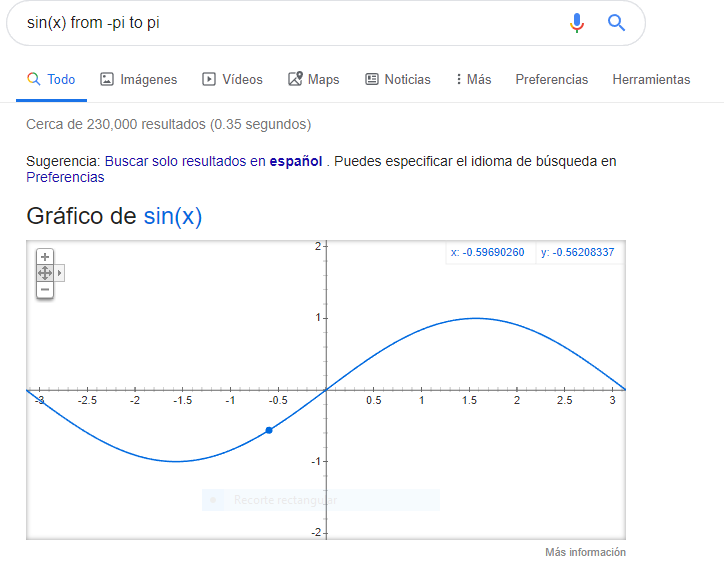 sin(x) from -pi to pi
Todo Imágenes Vídeos Maps Noticias Más Preferencias Herramientas
Cerca de 230,000 resultados (0.35 segundos)
Sugerencia: Buscar solo resultados en español . Puedes especificar el idioma de búsqueda en
Preferencias
Gráfico de sin(x)
x: -0.59690260 y: -0.56208337
2
1
-3 -2.5 -2 -1.5 -1 -0.5 0.5 1 1.5 2 2.5 3
-1
Recorte rectangular
-2
Más información